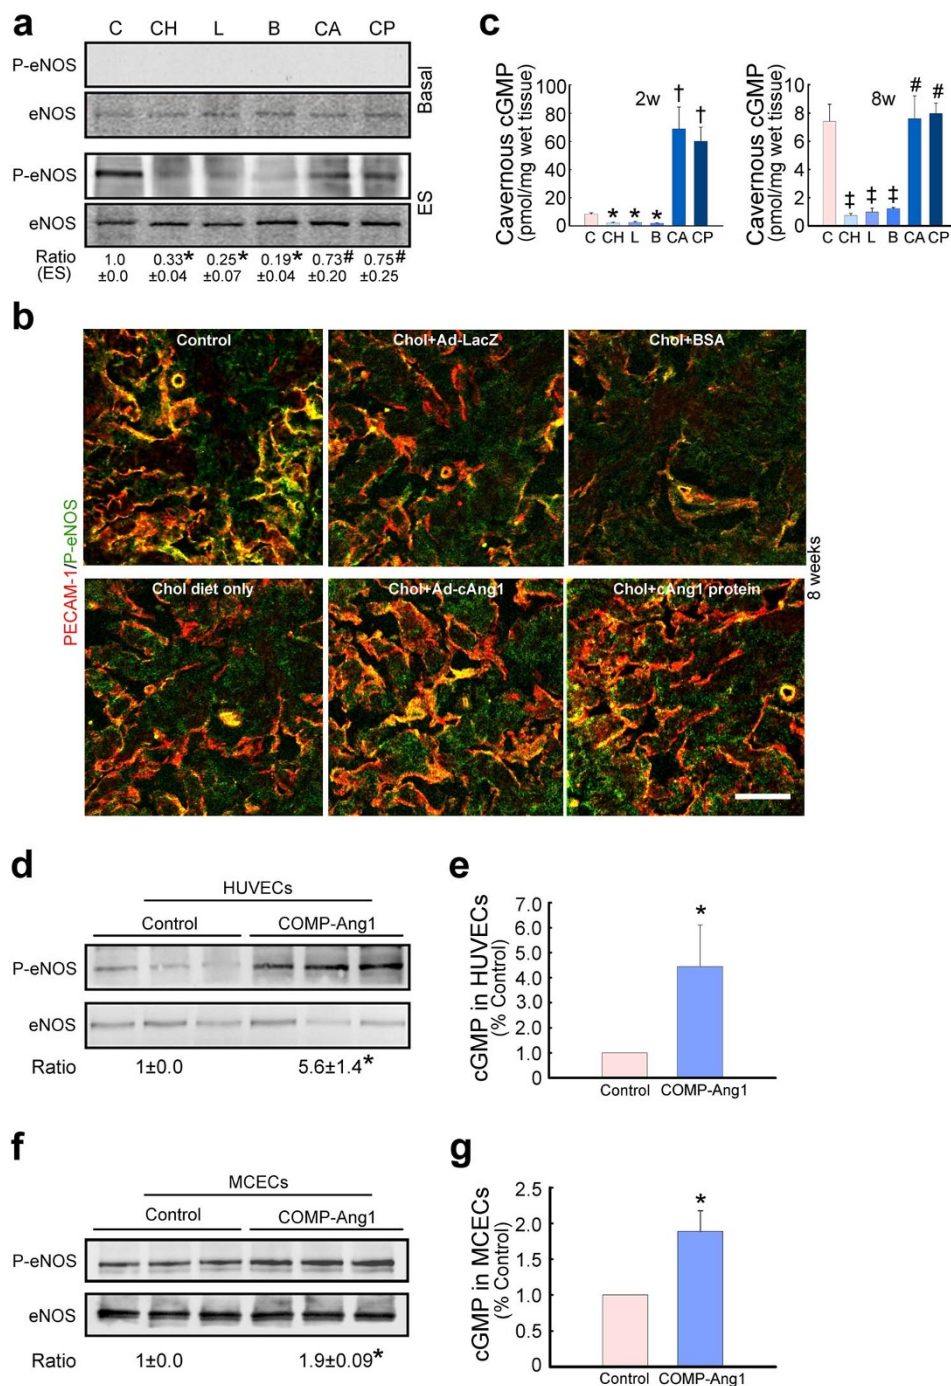 a
C CH L B CA CP
P-eNOS
eNOS
Basal
P-eNOS
eNOS
ES
Ratio 1.0 0.33* 0.25* 0.19* 0.73# 0.75#
(ES) ±0.0 ±0.04 ±0.07 ±0.04 ±0.20 ±0.25
c
Cavernous cGMP
(pmol/mg wet tissue)
100
80
60
40
20
0
2w
* * * † †
C CH L B CA CP
Cavernous cGMP
(pmol/mg wet tissue)
10
8
6
4
2
0
8w
‡ ‡ ‡ # #
C CH L B CA CP
b
PECAM-1/P-eNOS
Control
Chol+Ad-LacZ
Chol+BSA
Chol diet only
Chol+Ad-cAng1
Chol+cAng1 protein
8 weeks
d
HUVECs
Control COMP-Ang1
P-eNOS
eNOS
Ratio 1±0.0 5.6±1.4*
e
cGMP in HUVECs
(% Control)
7.0
6.0
5.0
4.0
3.0
2.0
1.0
0
*
Control COMP-Ang1
f
MCECs
Control COMP-Ang1
P-eNOS
eNOS
Ratio 1±0.0 1.9±0.09*
g
cGMP in MCECs
(% Control)
2.5
2.0
1.5
1.0
0.5
0
*
Control COMP-Ang1